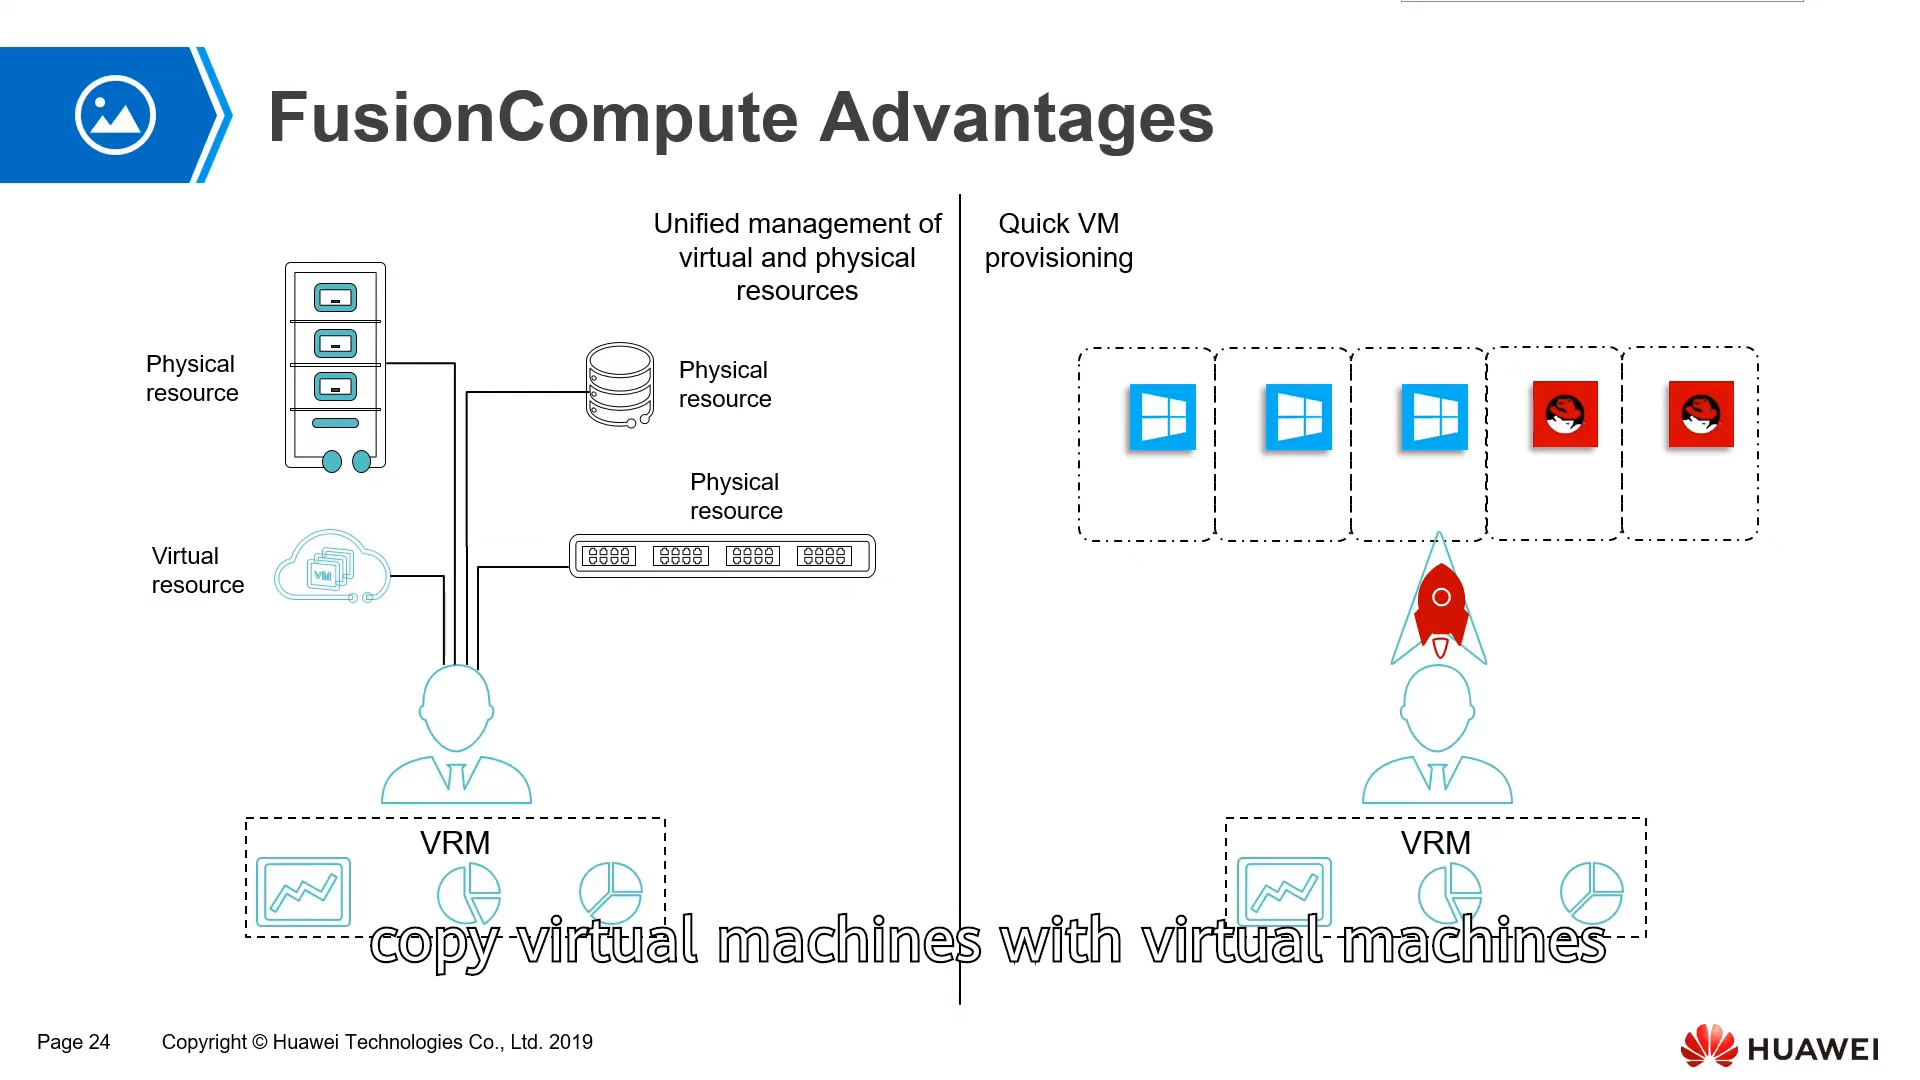 FusionCompute Advantages
Unified management of
virtual and physical
resources
Quick VM
provisioning
Physical
resource
Physical
resource
Physical
resource
Virtual
resource
VM
VRM
VRM
copy virtual machines with virtual machines
Page 24
Copyright © Huawei Technologies Co., Ltd. 2019
HUAWEI